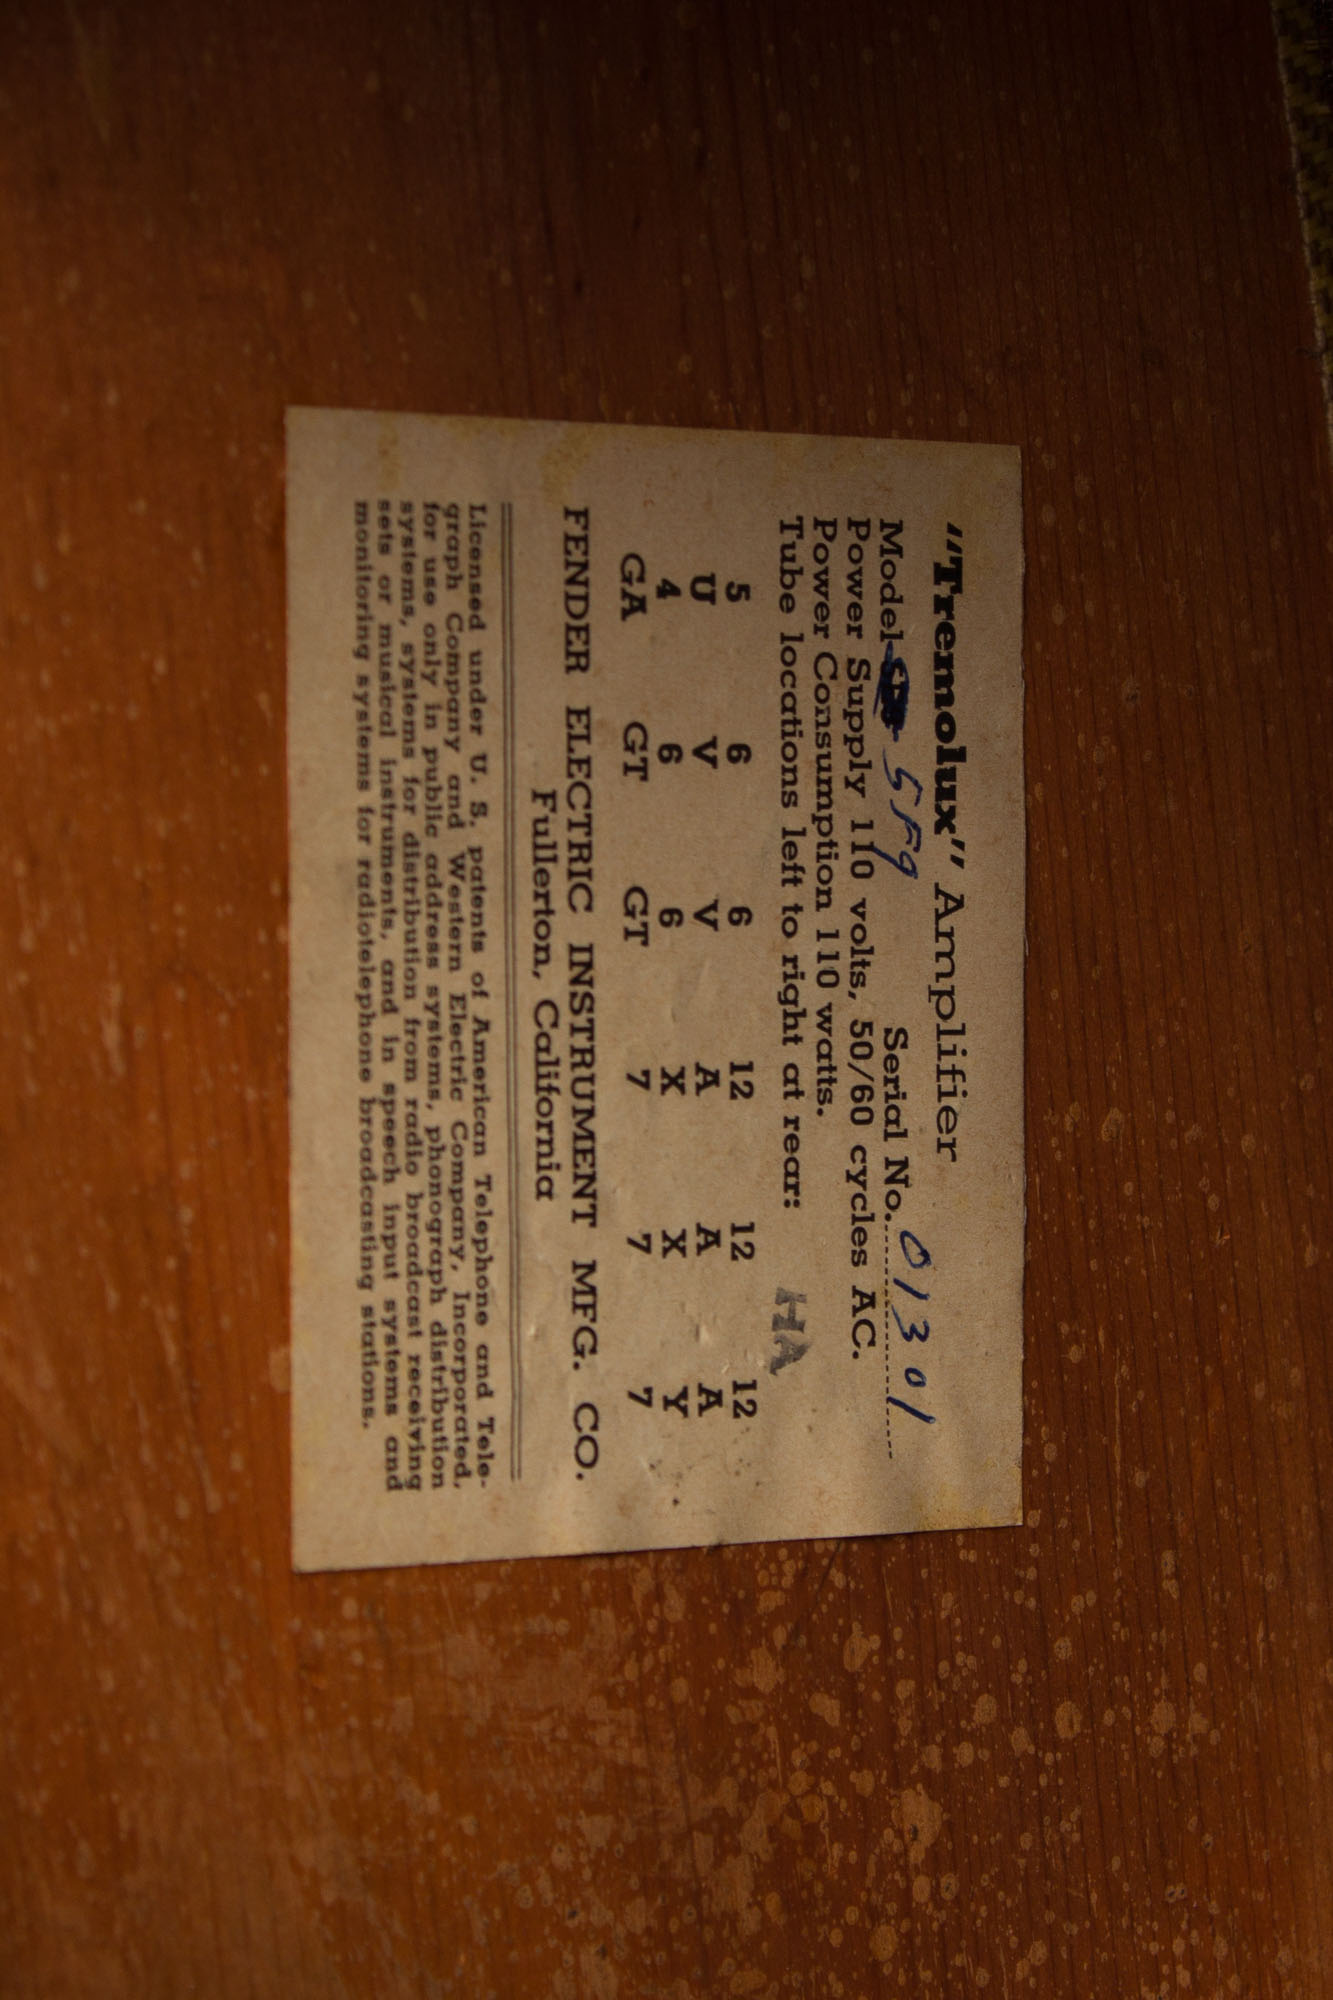 "Tremolux" Amplifier
Model 5F9 Serial No. 01301
Power Supply 110 volts, 50/60 cycles AC.
Power Consumption 110 watts.
Tube locations left to right at rear: HA
5 6 6 12 12 12
U V V A A A
4 6 6 X X Y
GA GT GT 7 7 7
FENDER ELECTRIC INSTRUMENT MFG. CO.
Fullerton, California
Licensed under U. S. patents of American Telephone and Tele-
graph Company and Western Electric Company, Incorporated,
for use only in public address systems, phonograph distribution
systems, systems for distribution from radio broadcast receiving
sets or musical instruments, and in speech input systems and
monitoring systems for radiotelephone broadcasting stations.